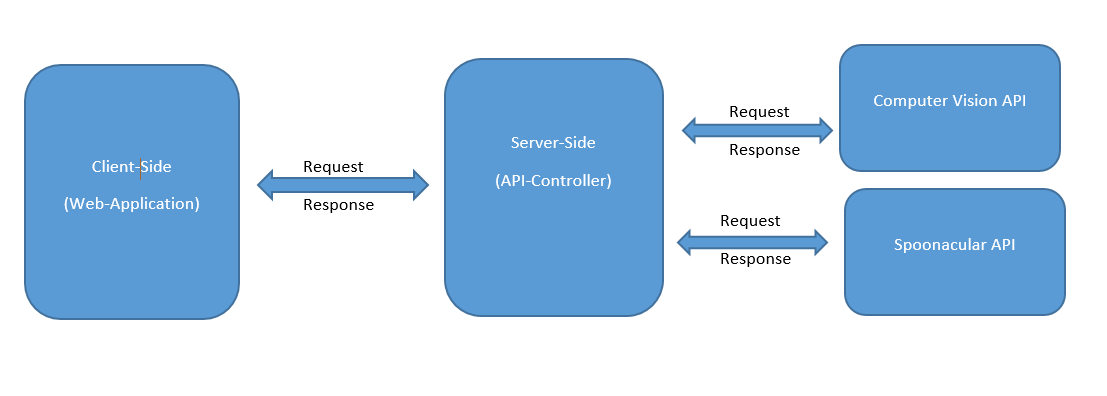 Client-Side
(Web-Application)
Request
Response
Server-Side
(API-Controller)
Request
Response
Computer Vision API
Request
Response
Spoonacular API